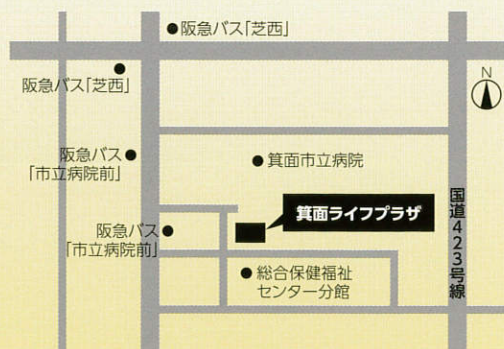 阪急バス「芝西」
阪急バス「芝西」
N
阪急バス
「市立病院前」
箕面市立病院
箕面ライフプラザ
国道423号線
阪急バス
「市立病院前」
総合保健福祉
センター分館